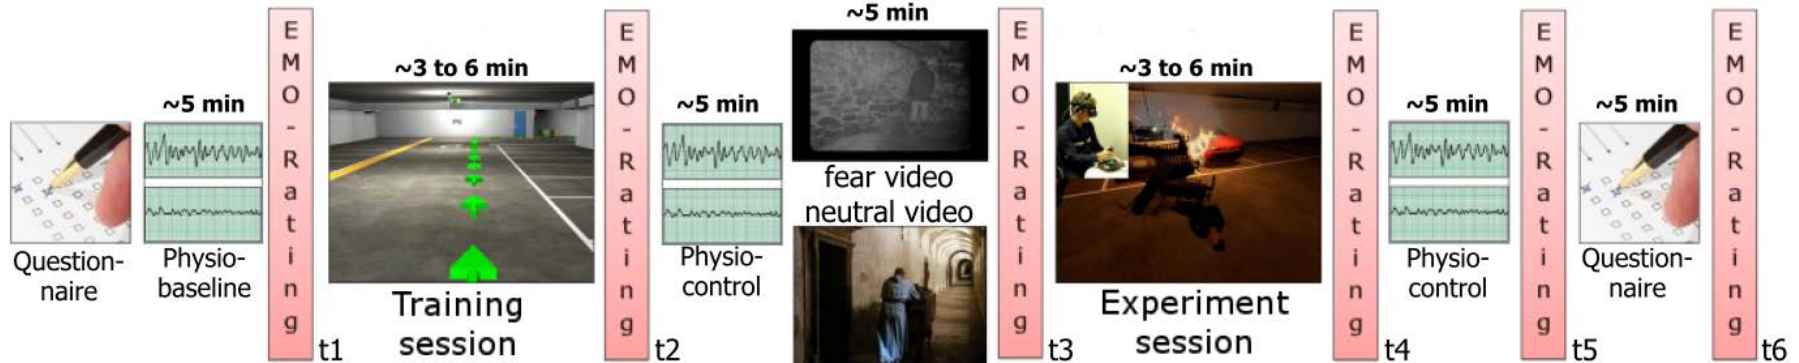 Question-
naire
~5 min
Physio-
baseline
EMO-Rating
t1
~3 to 6 min
Training
session
EMO-Rating
t2
~5 min
Physio-
control
~5 min
fear video
neutral video
EMO-Rating
t3
~3 to 6 min
Experiment
session
EMO-Rating
t4
~5 min
Physio-
control
EMO-Rating
t5
~5 min
Question-
naire
EMO-Rating
t6